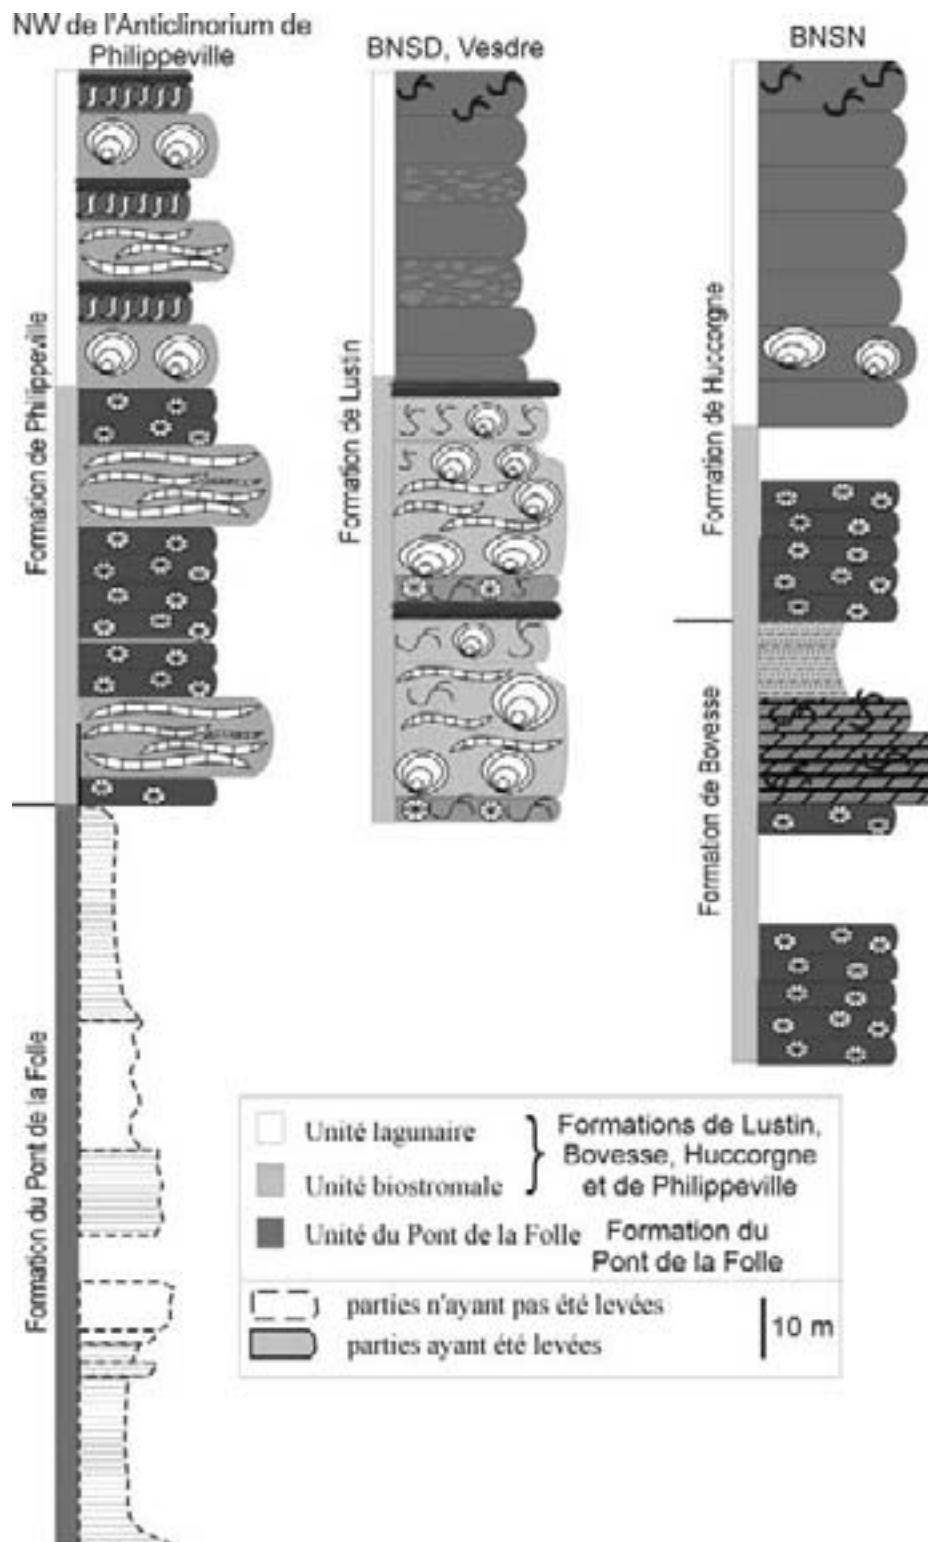 NW de l'Anticlinorium de
Philippeville
BNSD, Vesdre
BNSN
Formation de Philippeville
Formation du Pont de la Folle
Formation de Lustin
Formation de Huccorgne
Formation de Bovesse
Unité lagunaire
Unité biostromale
Formations de Lustin,
Bovesse, Huccorgne
et de Philippeville
Unité du Pont de la Folle
Formation du
Pont de la Folle
parties n'ayant pas été levées
parties ayant été levées
10 m